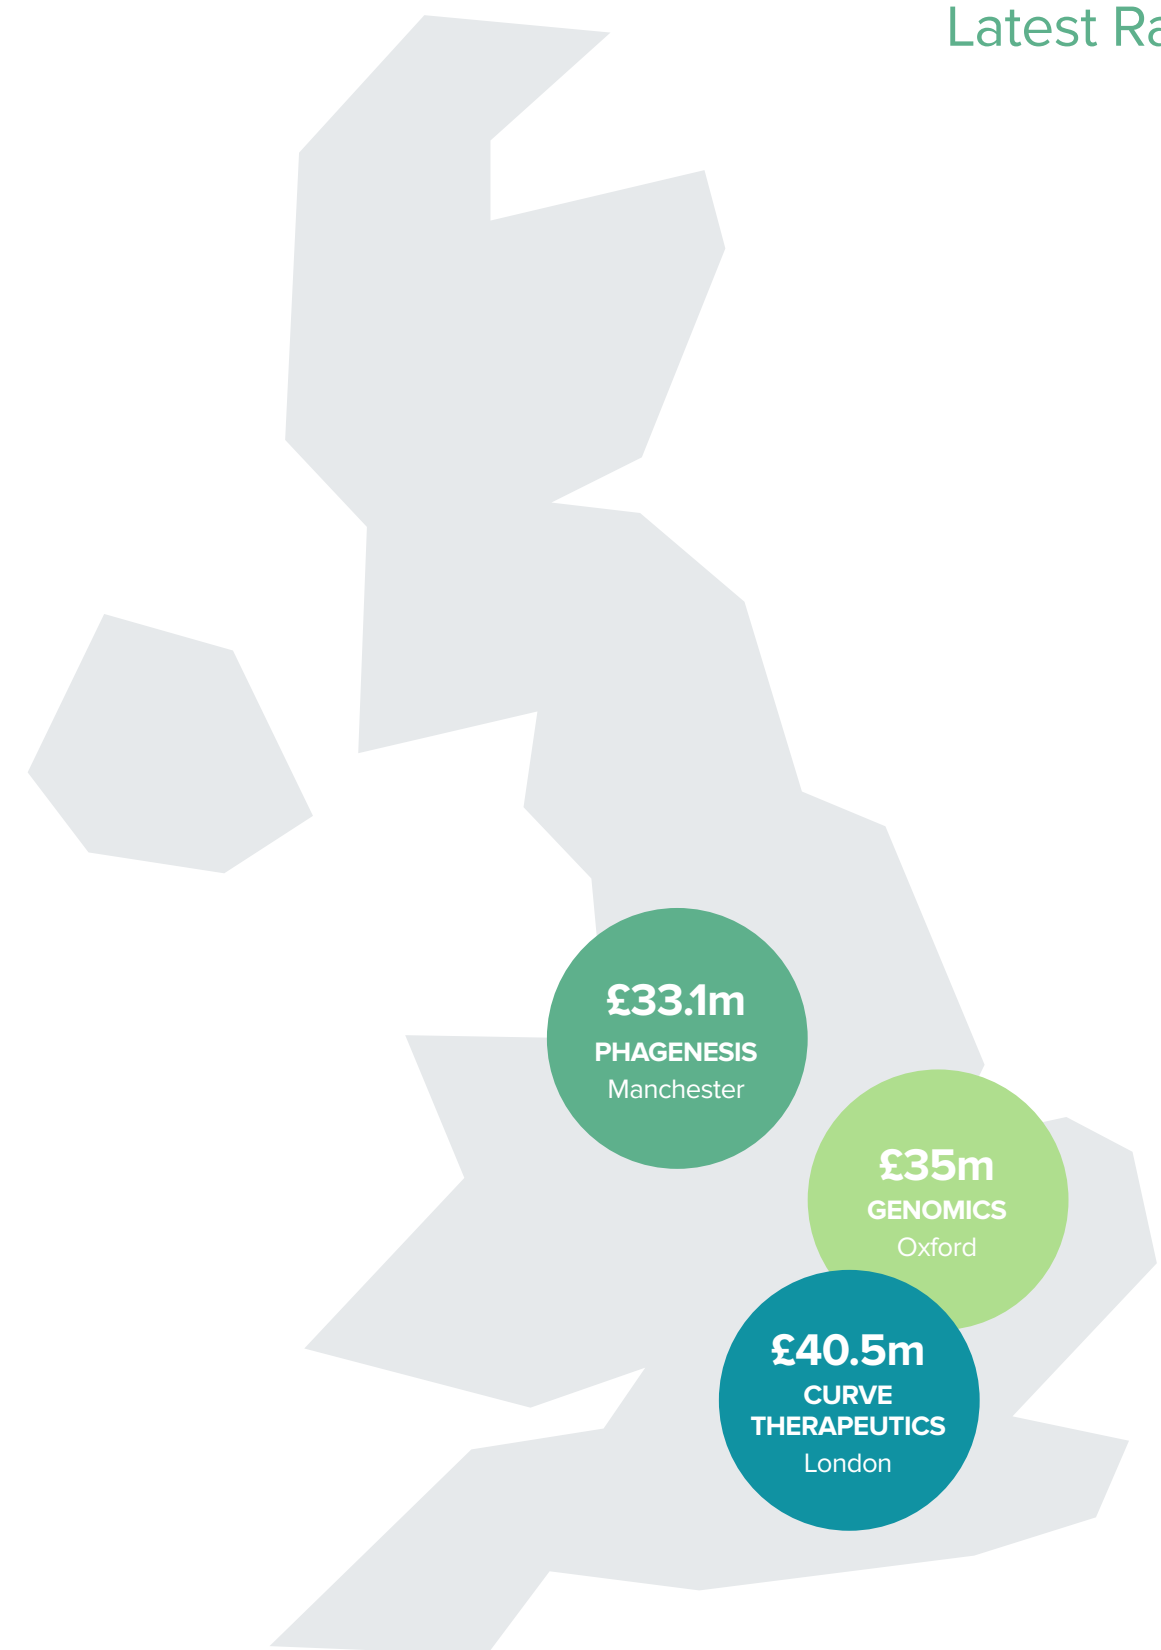 Latest Ra
£33.1m
PHAGENESIS
Manchester
£35m
GENOMICS
Oxford
£40.5m
CURVE
THERAPEUTICS
London